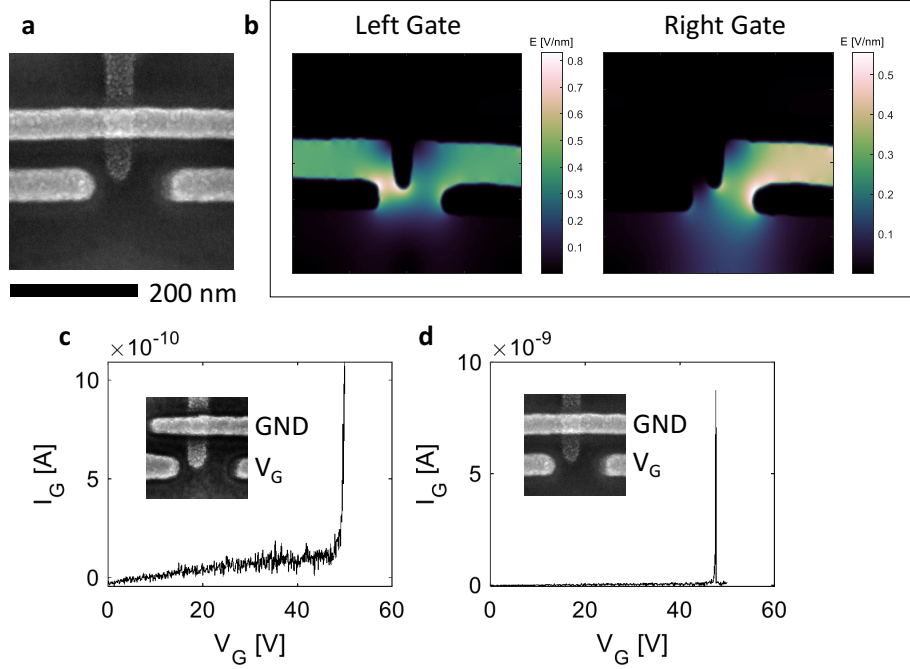 a
b
Left Gate
Right Gate
E [V/nm]
0.8
0.7
0.6
0.5
0.4
0.3
0.2
0.1
E [V/nm]
0.5
0.4
0.3
0.2
0.1
200 nm
c
×10⁻¹⁰
10
5
0
I_G [A]
GND
V_G
0
20
40
60
V_G [V]
d
×10⁻⁹
10
5
0
I_G [A]
GND
V_G
0
20
40
60
V_G [V]